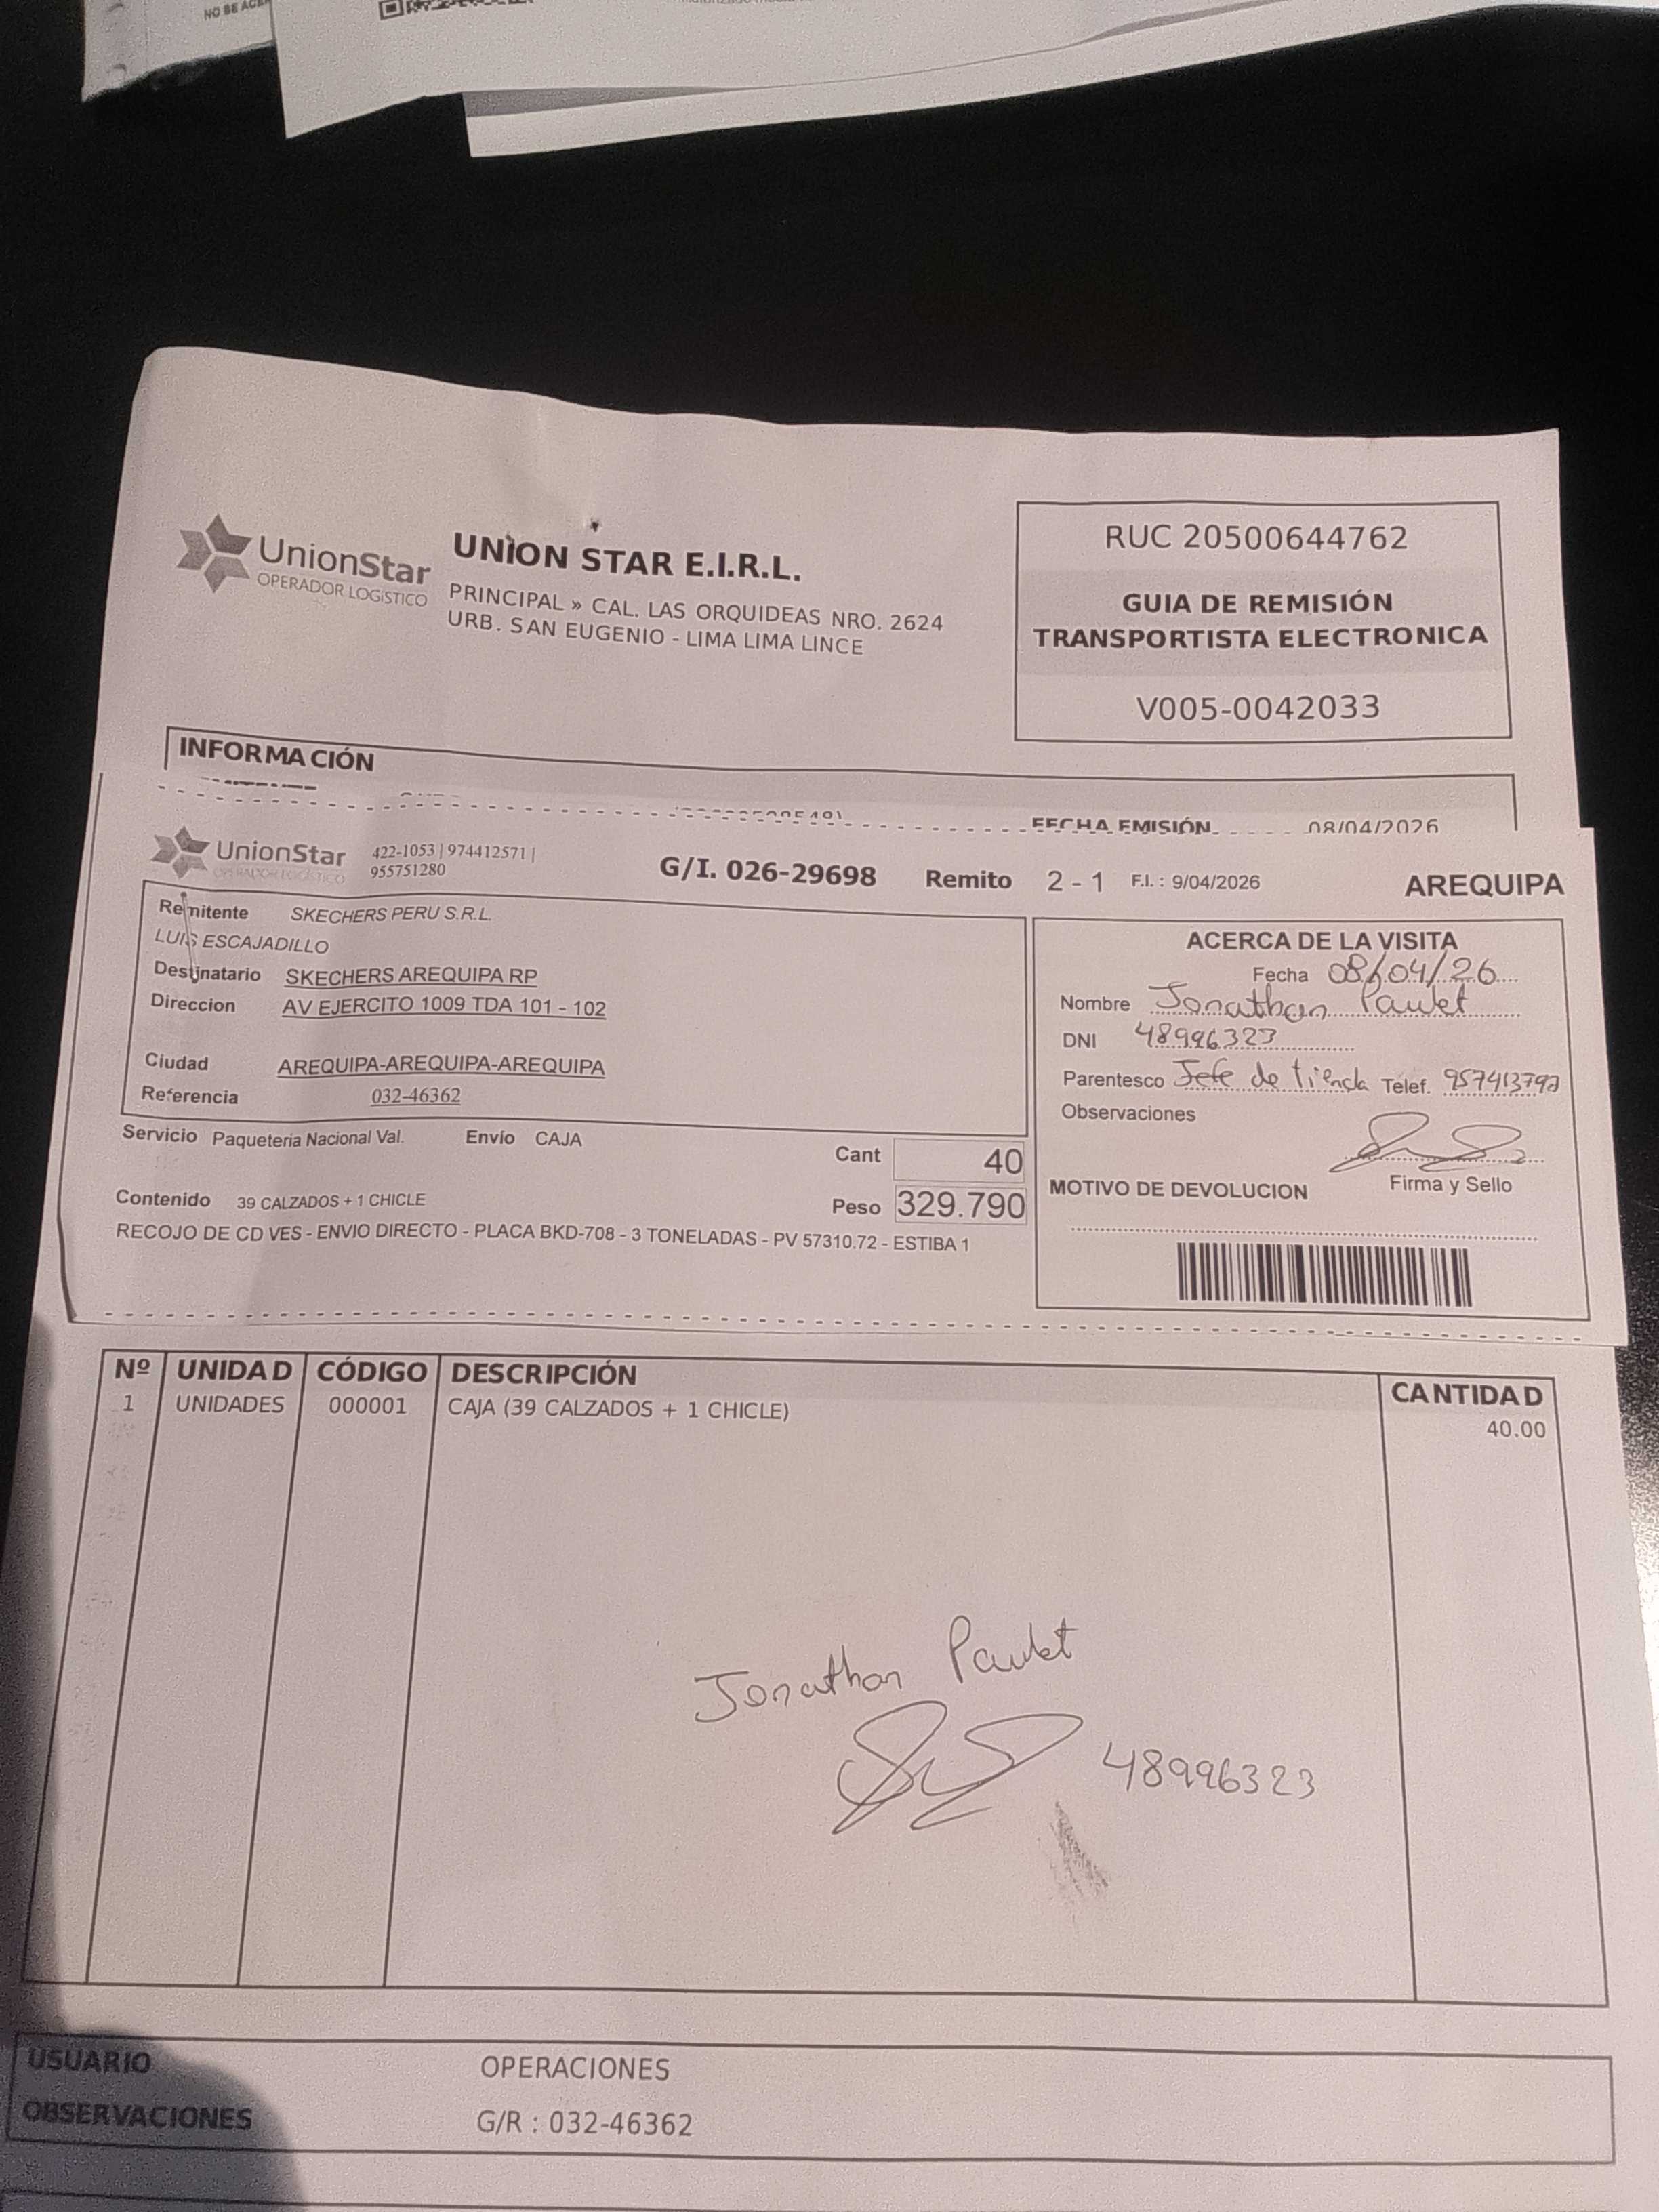 NO SE ACE
UnionStar
OPERADOR LOGÍSTICO
UNION STAR E.I.R.L.
PRINCIPAL » CAL. LAS ORQUIDEAS NRO. 2624
URB. SAN EUGENIO - LIMA LIMA LINCE
RUC 20500644762
GUIA DE REMISIÓN
TRANSPORTISTA ELECTRONICA
V005-0042033
INFORMACIÓN
FECHA EMISIÓN 08/04/2026
UnionStar
OPERADOR LOGÍSTICO
422-1053 | 974412571 |
955751280
G/I. 026-29698 Remito 2 - 1 F.I. : 9/04/2026 AREQUIPA
Remitente SKECHERS PERU S.R.L.
LUIS ESCAJADILLO
Destinatario SKECHERS AREQUIPA RP
Direccion AV EJERCITO 1009 TDA 101 - 102
Ciudad AREQUIPA-AREQUIPA-AREQUIPA
Referencia 032-46362
Servicio Paqueteria Nacional Val. Envío CAJA
Cant 40
Contenido 39 CALZADOS + 1 CHICLE
Peso 329.790
RECOJO DE CD VES - ENVIO DIRECTO - PLACA BKD-708 - 3 TONELADAS - PV 57310.72 - ESTIBA 1
ACERCA DE LA VISITA
Fecha 08/04/26
Nombre Jonathan Paulet
DNI 48996323
Parentesco Jefe de tienda Telef.
Observaciones
Firma y Sello
MOTIVO DE DEVOLUCION
Nº UNIDAD CÓDIGO DESCRIPCIÓN CANTIDAD
1 UNIDADES 000001 CAJA (39 CALZADOS + 1 CHICLE) 40.00
Jonathan Paulet
48996323
USUARIO OPERACIONES
OBSERVACIONES G/R : 032-46362